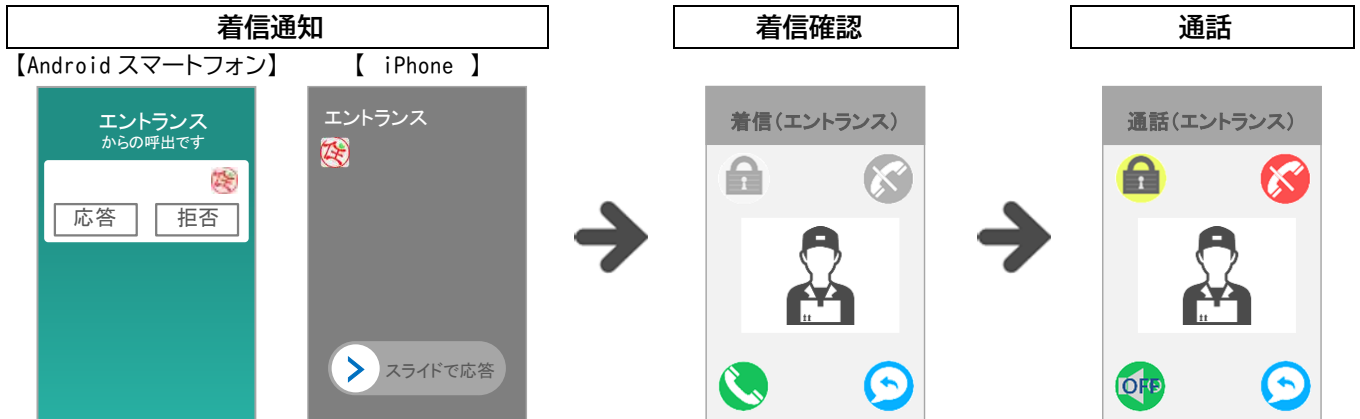 着信通知
着信確認
通話
【Android スマートフォン】
【 iPhone 】
エントランス
からの呼出です
住
応答
拒否
エントランス
住
スライドで応答
着信(エントランス)
通話(エントランス)
OFF